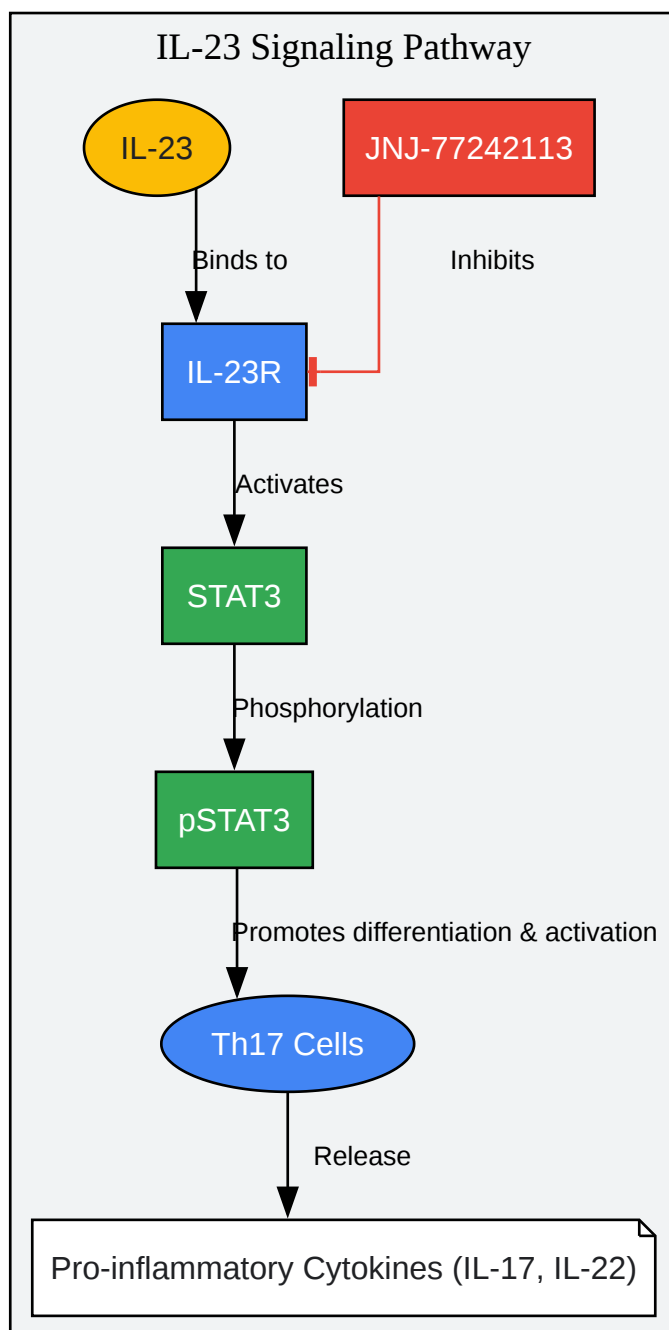 IL-23 Signaling Pathway
IL-23
JNJ-77242113
Binds to
Inhibits
IL-23R
Activates
STAT3
Phosphorylation
pSTAT3
Promotes differentiation & activation
Th17 Cells
Release
Pro-inflammatory Cytokines (IL-17, IL-22)